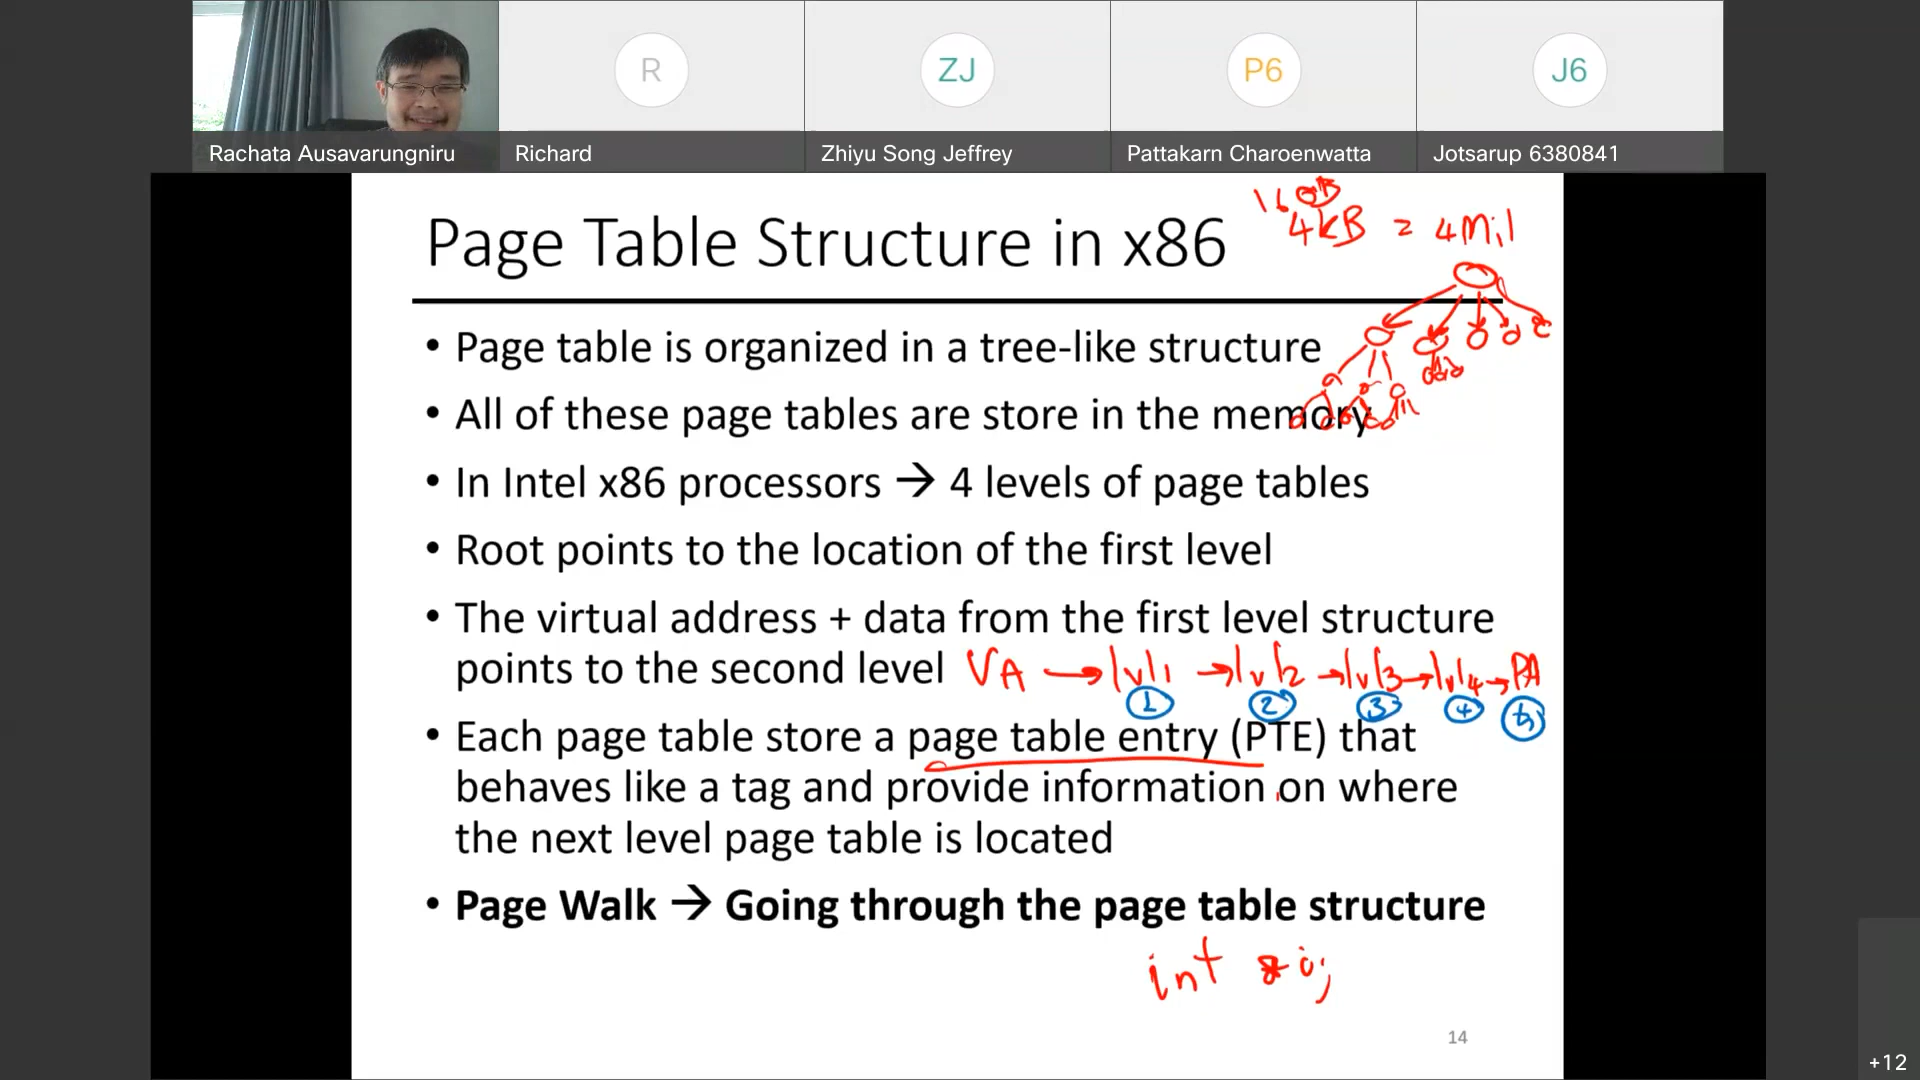 R
ZJ
P6
J6
Rachata Ausavarungniru
Richard
Zhiyu Song Jeffrey
Pattakarn Charoenwatta
Jotsarup 6380841
Page Table Structure in x86
16 GB
4kB = 4Mil
• Page table is organized in a tree-like structure
• All of these page tables are store in the memory
• In Intel x86 processors → 4 levels of page tables
• Root points to the location of the first level
• The virtual address + data from the first level structure
points to the second level
VA → lvl1 → lvl2 → lvl3 → lvl4 → PA
1 2 3 4 5
• Each page table store a page table entry (PTE) that
behaves like a tag and provide information on where
the next level page table is located
• Page Walk → Going through the page table structure
int *i;
14
+12